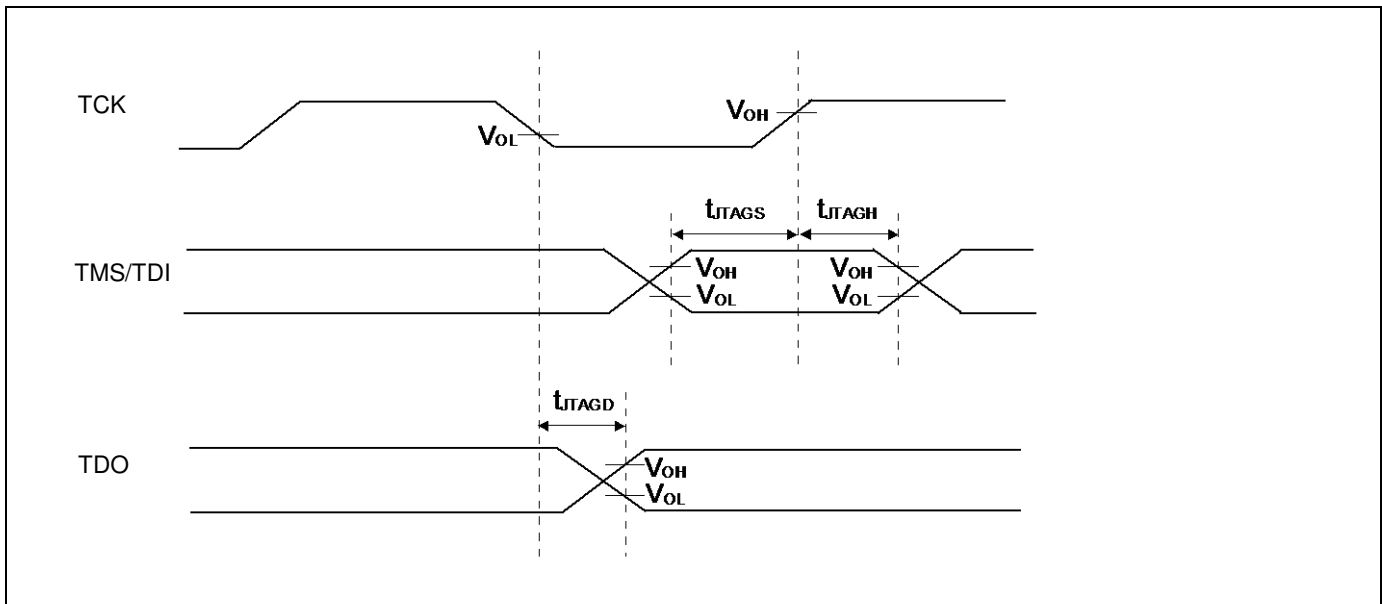 TCK
VOL
VOH
tJTAGS
tJTAGH
TMS/TDI
VOH
VOH
VOL
VOL
tJTAGD
TDO
VOH
VOL